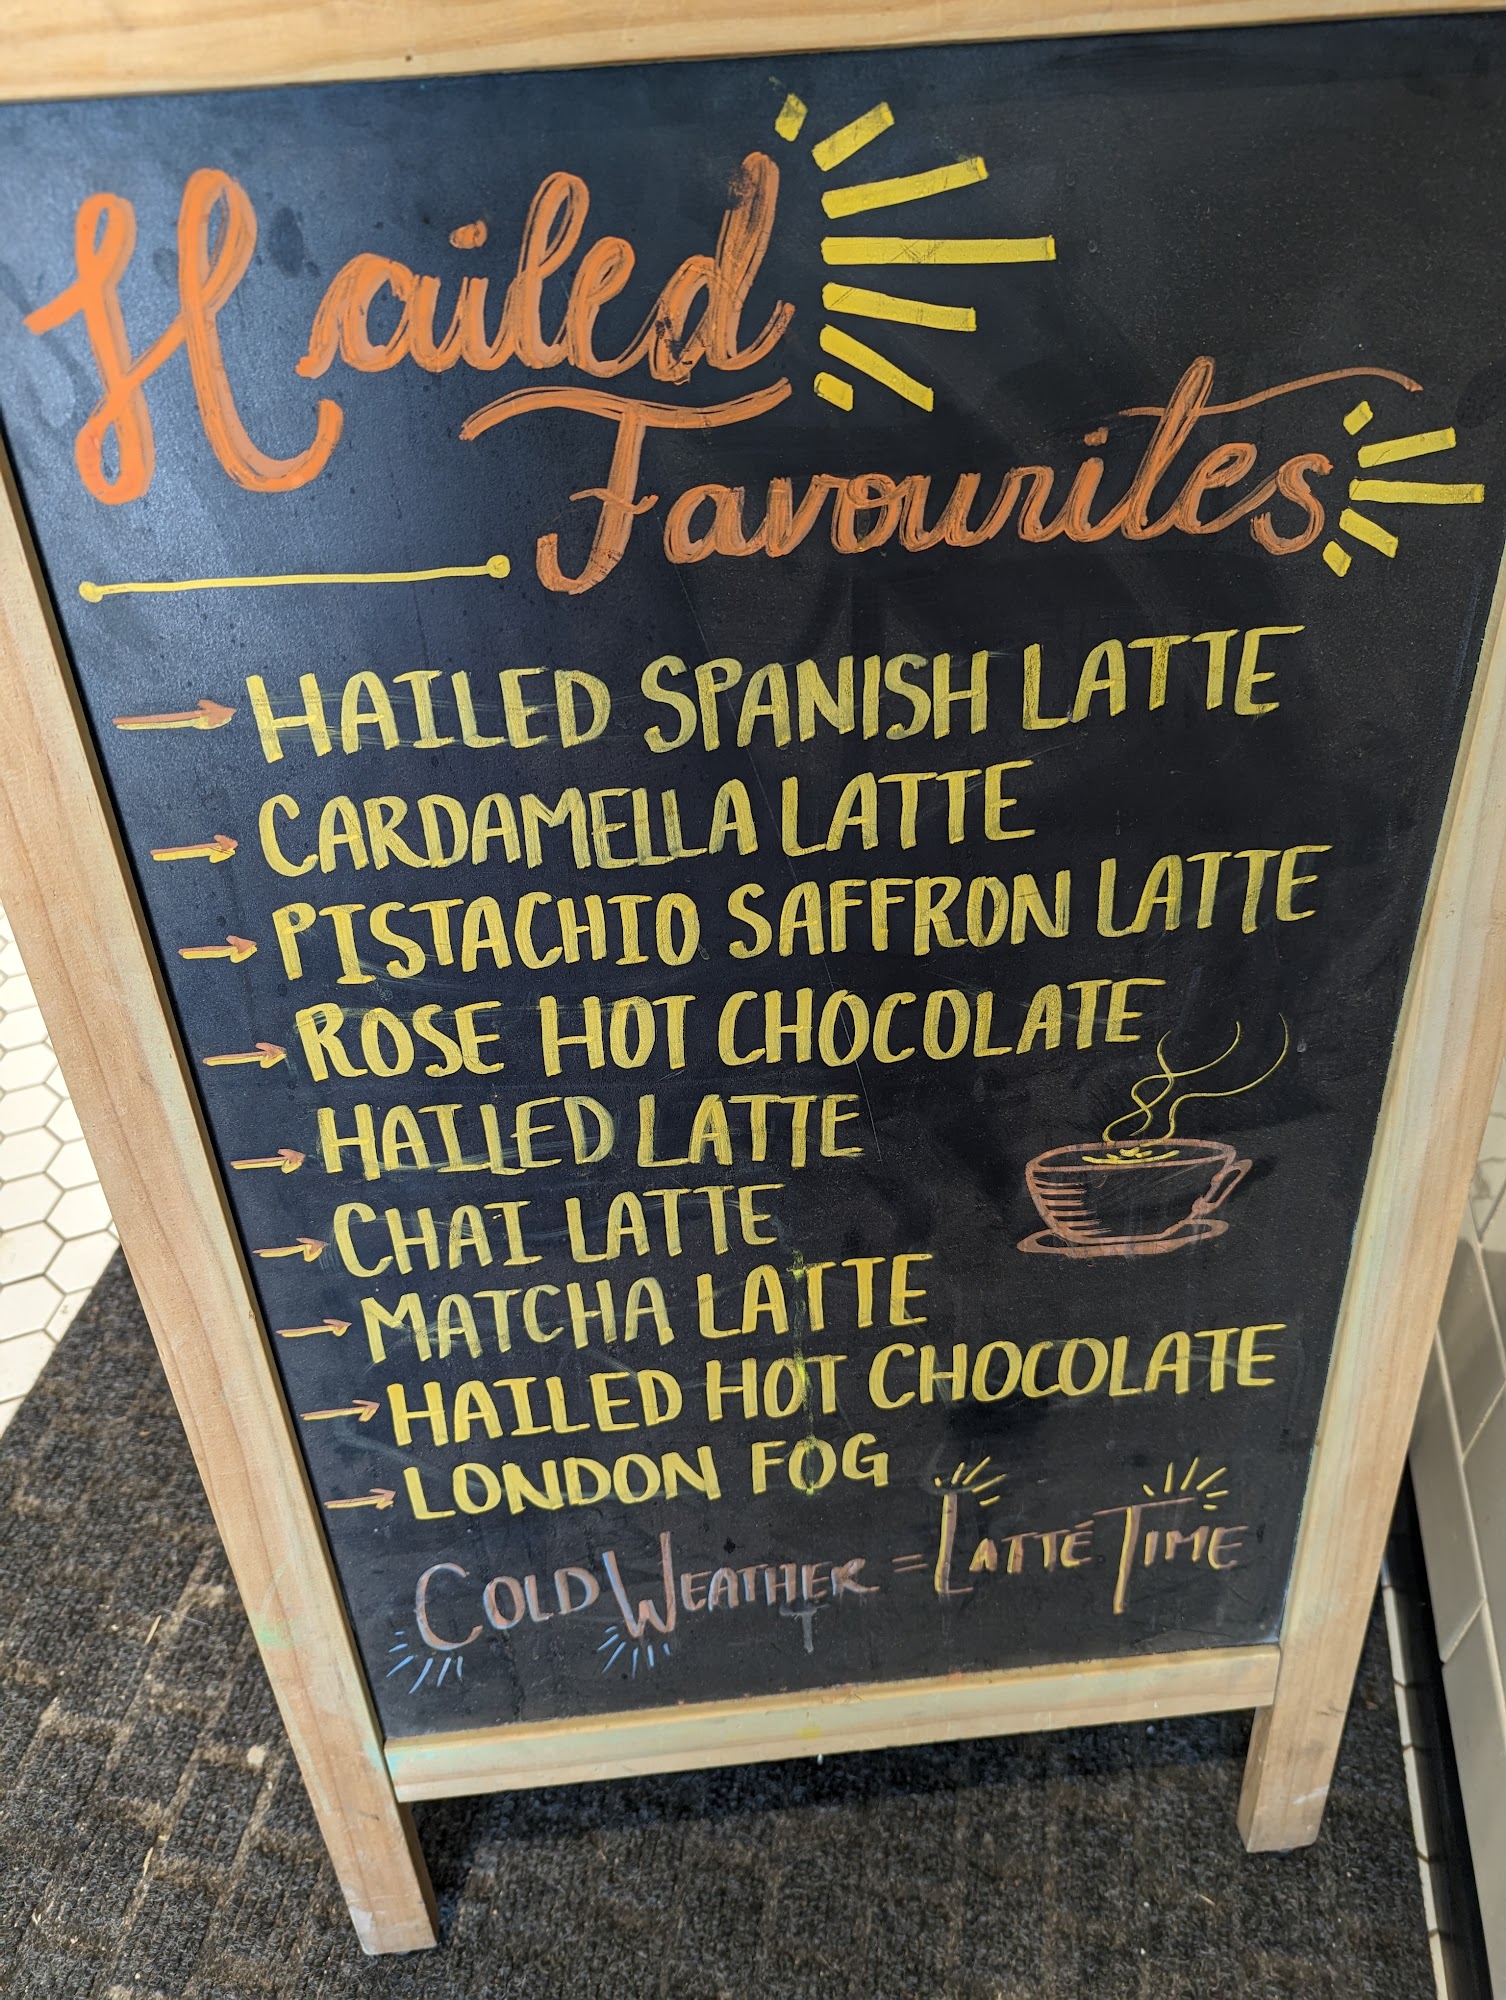 Hailed
Favourites
HAILED SPANISH LATTE
CARDAMELLA LATTE
PISTACHIO SAFFRON LATTE
ROSE HOT CHOCOLATE
HAILED LATTE
CHAI LATTE
MATCHA LATTE
HAILED HOT CHOCOLATE
LONDON FOG
COLD WEATHER = LATTÉ TIME